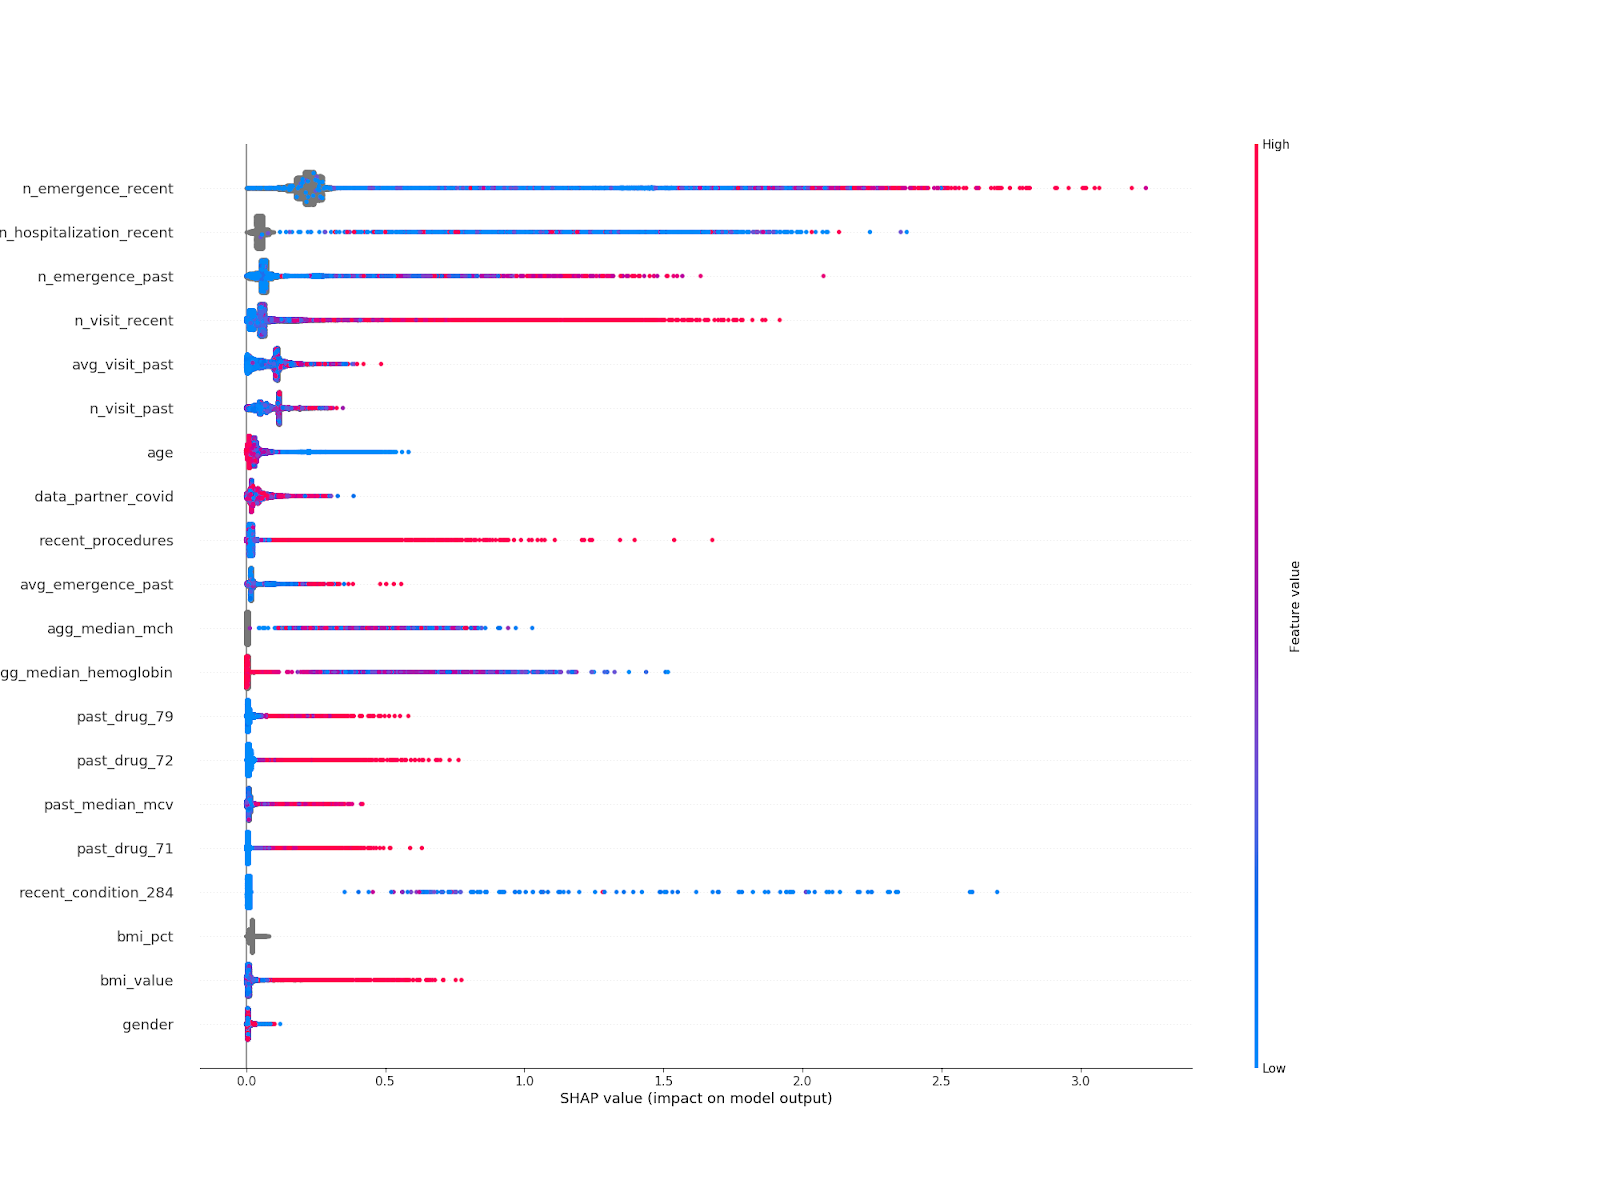 High
n_emergence_recent
n_hospitalization_recent
n_emergence_past
n_visit_recent
avg_visit_past
n_visit_past
age
data_partner_covid
recent_procedures
avg_emergence_past
agg_median_mch
gg_median_hemoglobin
past_drug_79
past_drug_72
past_median_mcv
past_drug_71
recent_condition_284
bmi_pct
bmi_value
gender
Feature value
Low
0.0 0.5 1.0 1.5 2.0 2.5 3.0
SHAP value (impact on model output)